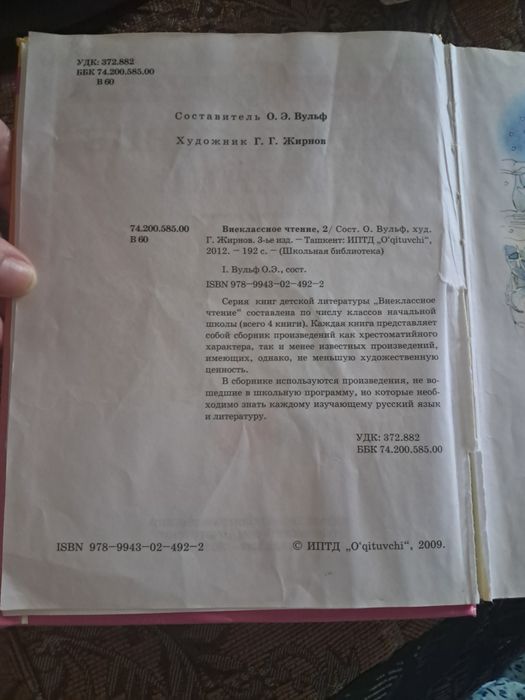 УДК: 372.882
ББК 74.200.585.00
В 60
Составитель О. Э. Вульф
Художник Г. Г. Жирнов
74.200.585.00
В 60
Внеклассное чтение, 2/ Сост. О. Вульф, худ.
Г. Жирнов. 3-ье изд. — Ташкент: ИПТД „O‘qituvchi“,
2012. — 192 с. — (Школьная библиотека)
I. Вульф О.Э., сост.
ISBN 978-9943-02-492-2
Серия книг детской литературы „Внеклассное
чтение“ составлена по числу классов начальной
школы (всего 4 книги). Каждая книга представляет
собой сборник произведений как хрестоматийного
характера, так и менее известных произведений,
имеющих, однако, не меньшую художественную
ценность.
В сборнике используются произведения, не во-
шедшие в школьную программу, но которые необ-
ходимо знать каждому изучающему русский язык
и литературу.
УДК: 372.882
ББК 74.200.585.00
ISBN 978-9943-02-492-2
© ИПТД „O‘qituvchi“, 2009.